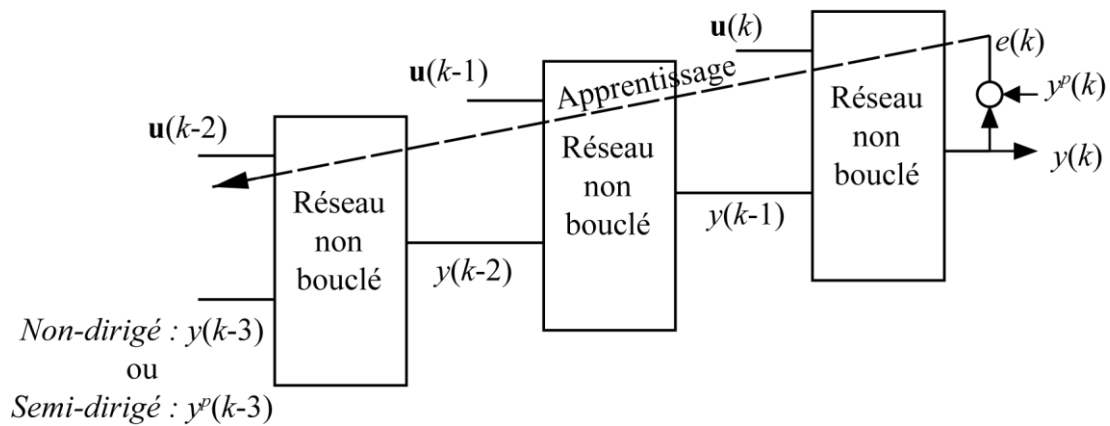 u(k)
e(k)
u(k-1)
Apprentissage
yᵖ(k)
Réseau
non
bouclé
y(k)
u(k-2)
Réseau
non
bouclé
y(k-1)
Réseau
non
bouclé
y(k-2)
Non-dirigé : y(k-3)
ou
Semi-dirigé : yᵖ(k-3)